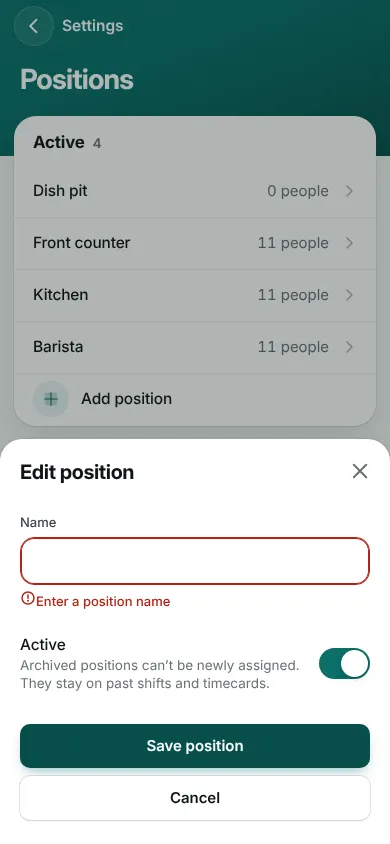 Settings
Positions
Active 4
Dish pit 0 people
Front counter 11 people
Kitchen 11 people
Barista 11 people
Add position
Edit position
Name
Enter a position name
Active
Archived positions can’t be newly assigned.
They stay on past shifts and timecards.
Save position
Cancel